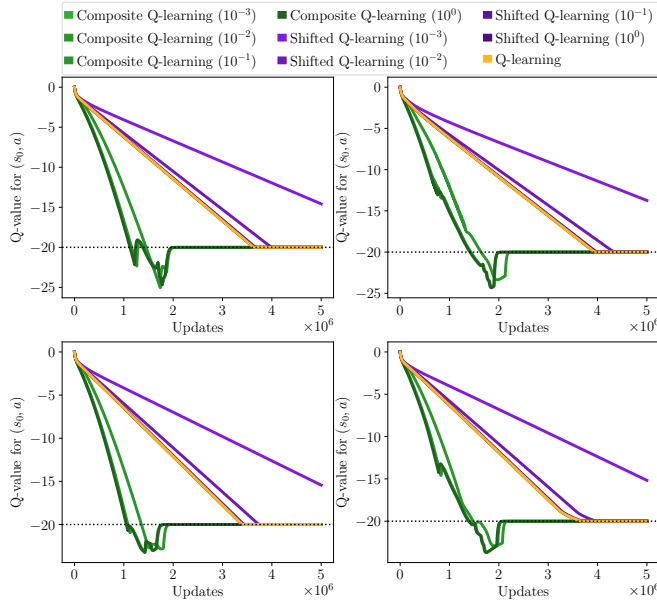 Composite Q-learning (10⁻³) Composite Q-learning (10⁰) Shifted Q-learning (10⁻¹)
Composite Q-learning (10⁻²) Shifted Q-learning (10⁻³) Shifted Q-learning (10⁰)
Composite Q-learning (10⁻¹) Shifted Q-learning (10⁻²) Q-learning
Q-value for (s₀, a)
0
−5
−10
−15
−20
−25
0 1 2 3 4 5
Updates ×10⁶
Q-value for (s₀, a)
0
−5
−10
−15
−20
−25
0 1 2 3 4 5
Updates ×10⁶
Q-value for (s₀, a)
0
−5
−10
−15
−20
0 1 2 3 4 5
Updates ×10⁶
Q-value for (s₀, a)
0
−5
−10
−15
−20
0 1 2 3 4 5
Updates ×10⁶